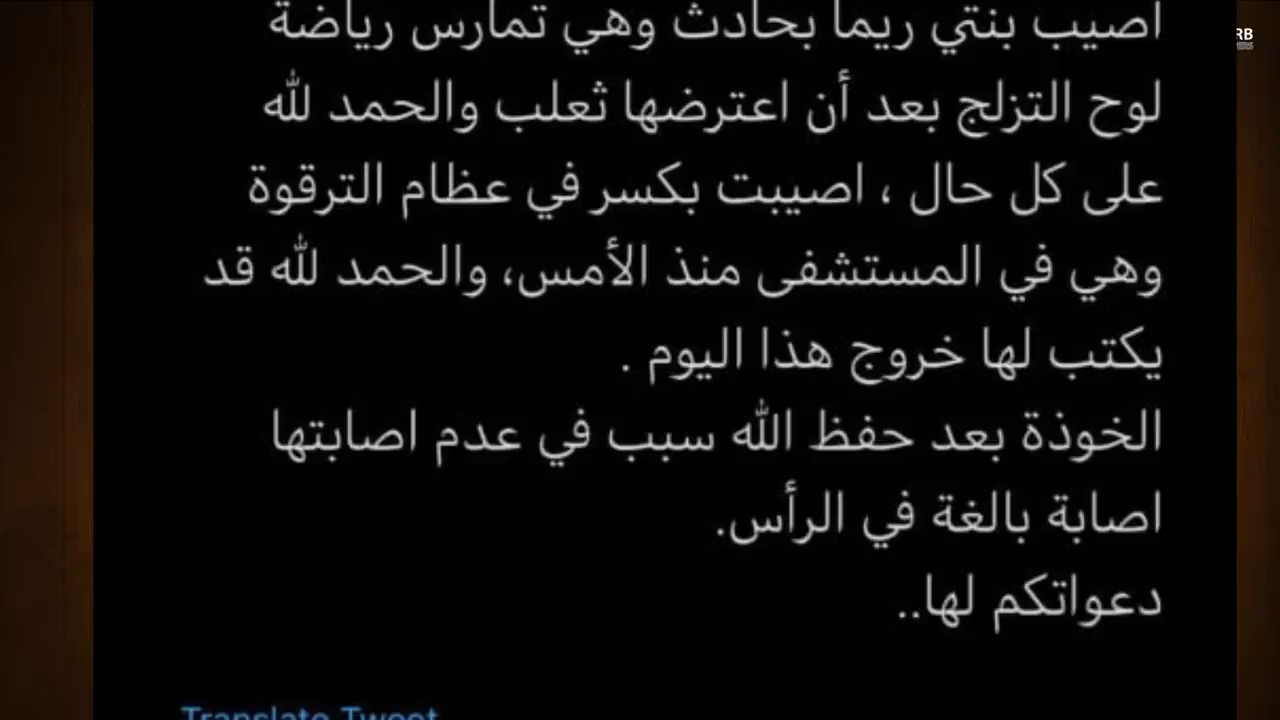 اصيب بنتي ريما بحادث وهي تمارس رياضة
لوح التزلج بعد أن اعترضها ثعلب والحمد لله
على كل حال ، اصيبت بكسر في عظام الترقوة
وهي في المستشفى منذ الأمس، والحمد لله قد
يكتب لها خروج هذا اليوم .
الخوذة بعد حفظ الله سبب في عدم اصابتها
اصابة بالغة في الرأس.
دعواتكم لها..
Translate Tweet
RB